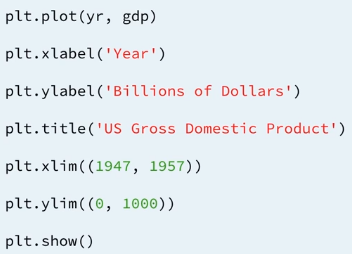 plt.plot(yr, gdp)
plt.xlabel('Year')
plt.ylabel('Billions of Dollars')
plt.title('US Gross Domestic Product')
plt.xlim((1947, 1957))
plt.ylim((0, 1000))
plt.show()